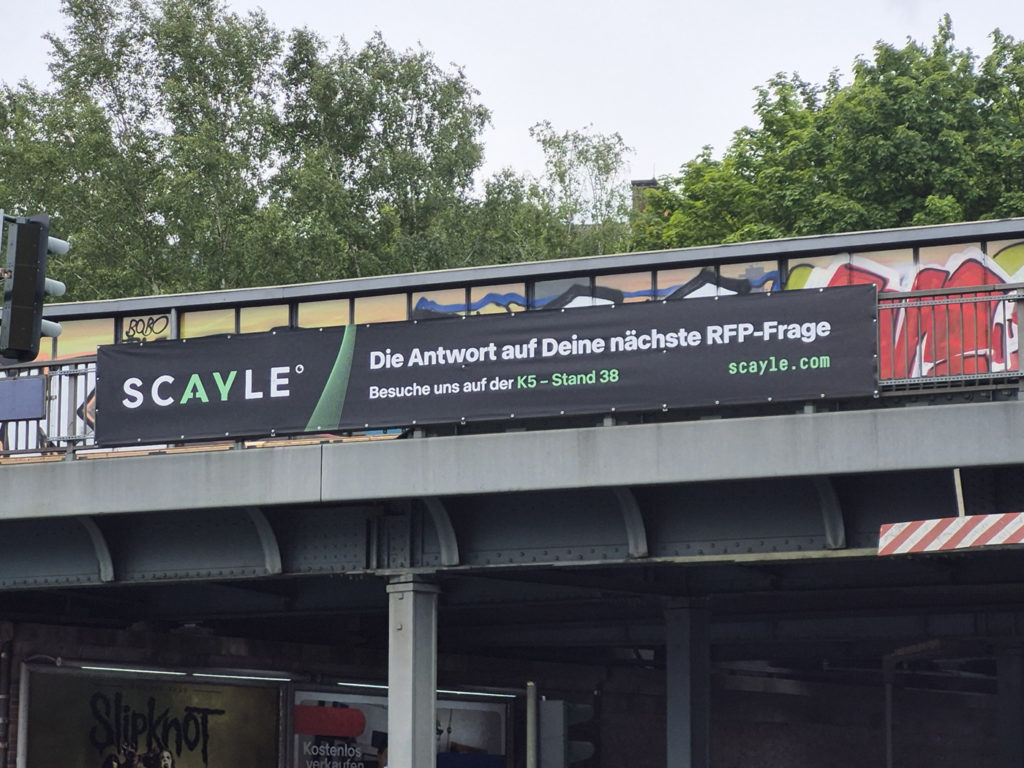 BOBO
SCAYLE°
Die Antwort auf Deine nächste RFP-Frage
Besuche uns auf der K5 – Stand 38
scayle.com
SlipKnoT
Kostenlos
verkaufen